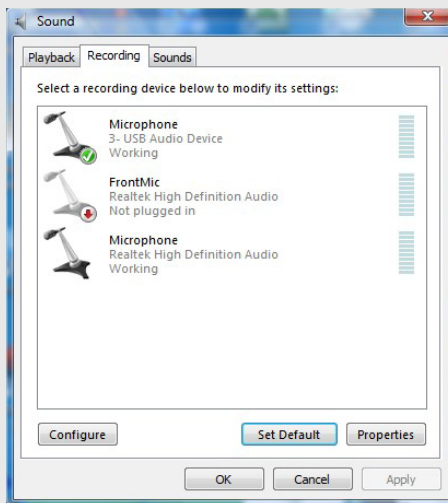 Sound
Playback Recording Sounds
Select a recording device below to modify its settings:
Microphone
3- USB Audio Device
Working
FrontMic
Realtek High Definition Audio
Not plugged in
Microphone
Realtek High Definition Audio
Working
Configure Set Default Properties
OK Cancel Apply